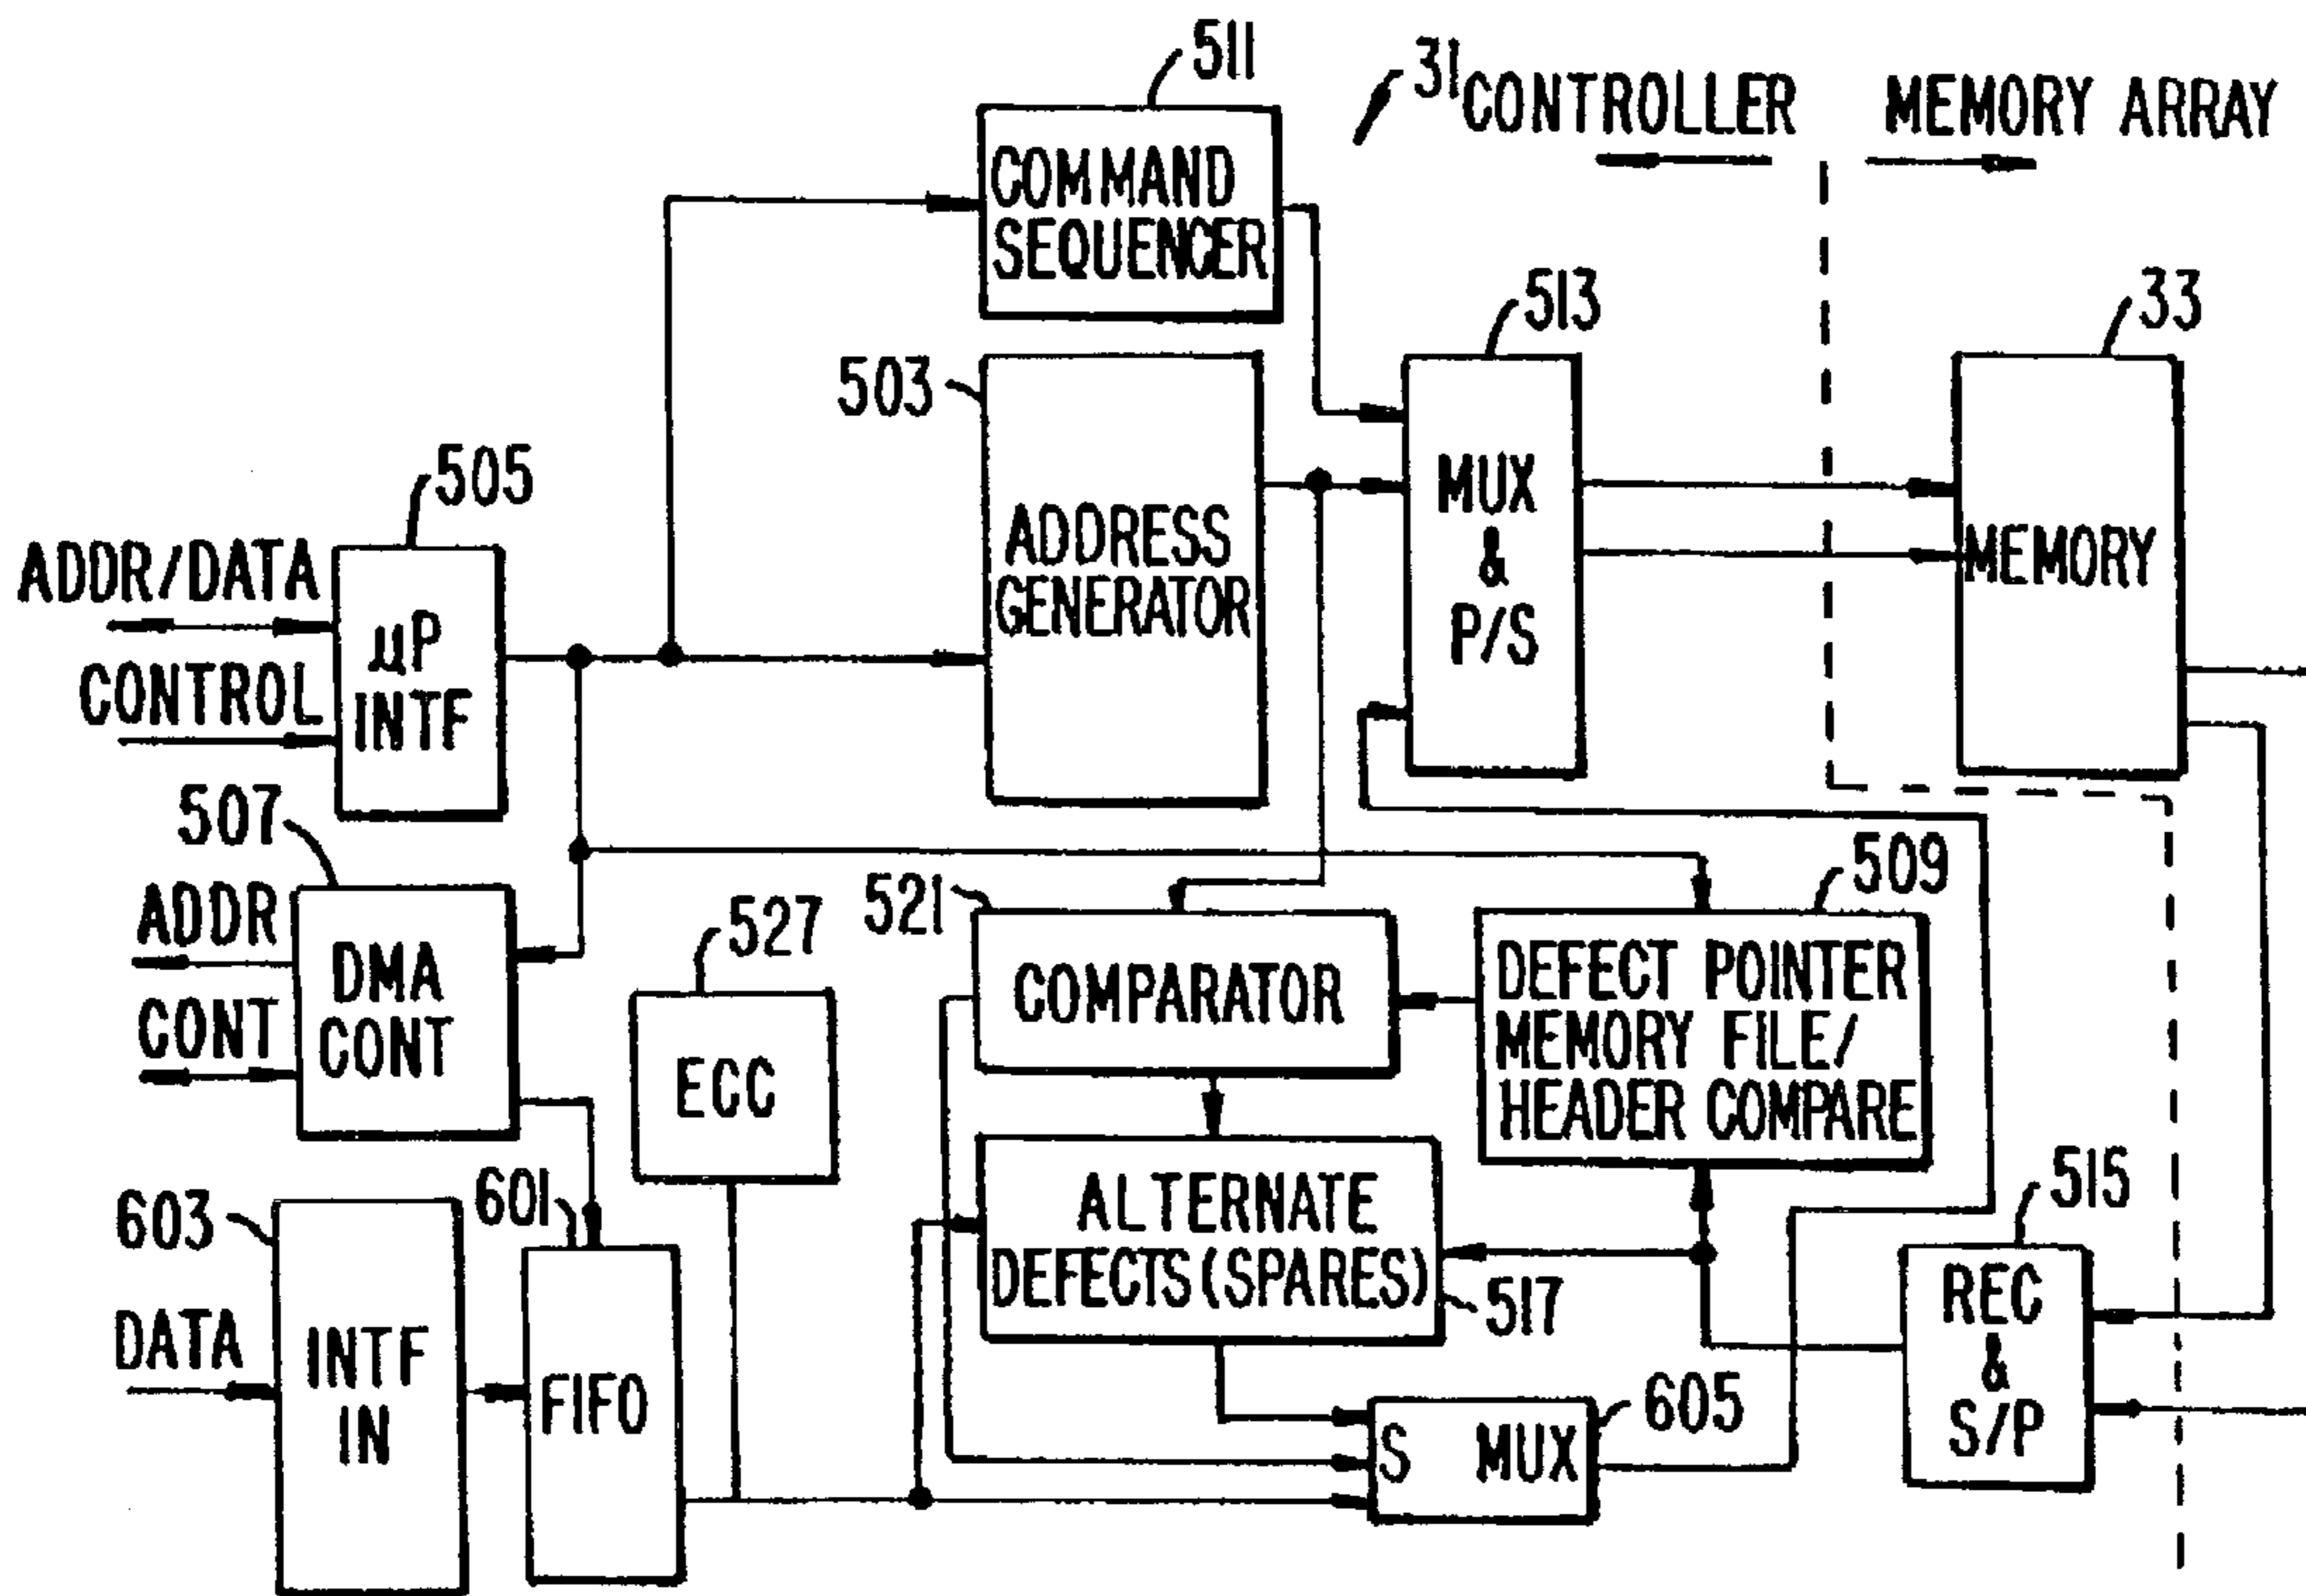 511
31
CONTROLLER
MEMORY ARRAY
COMMAND
SEQUENCER
513
33
503
505
MUX
&
P/S
ADDRESS
GENERATOR
MEMORY
ADDR/DATA
CONTROL
µP
INTF
507
509
521
527
ADDR
CONT
DMA
CONT
COMPARATOR
DEFECT POINTER
MEMORY FILE/
HEADER COMPARE
ECC
603
601
515
ALTERNATE
DEFECTS (SPARES)
517
REC
&
S/P
DATA
INTF
IN
FIFO
605
S MUX